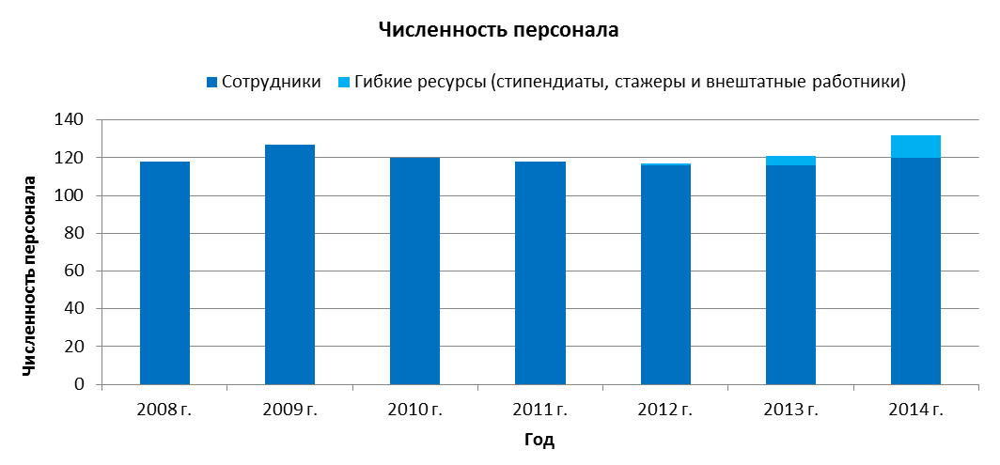 Численность персонала
Сотрудники
Гибкие ресурсы (стипендиаты, стажеры и внештатные работники)
Численность персонала
140
120
100
80
60
40
20
0
2008 г.
2009 г.
2010 г.
2011 г.
2012 г.
2013 г.
2014 г.
Год